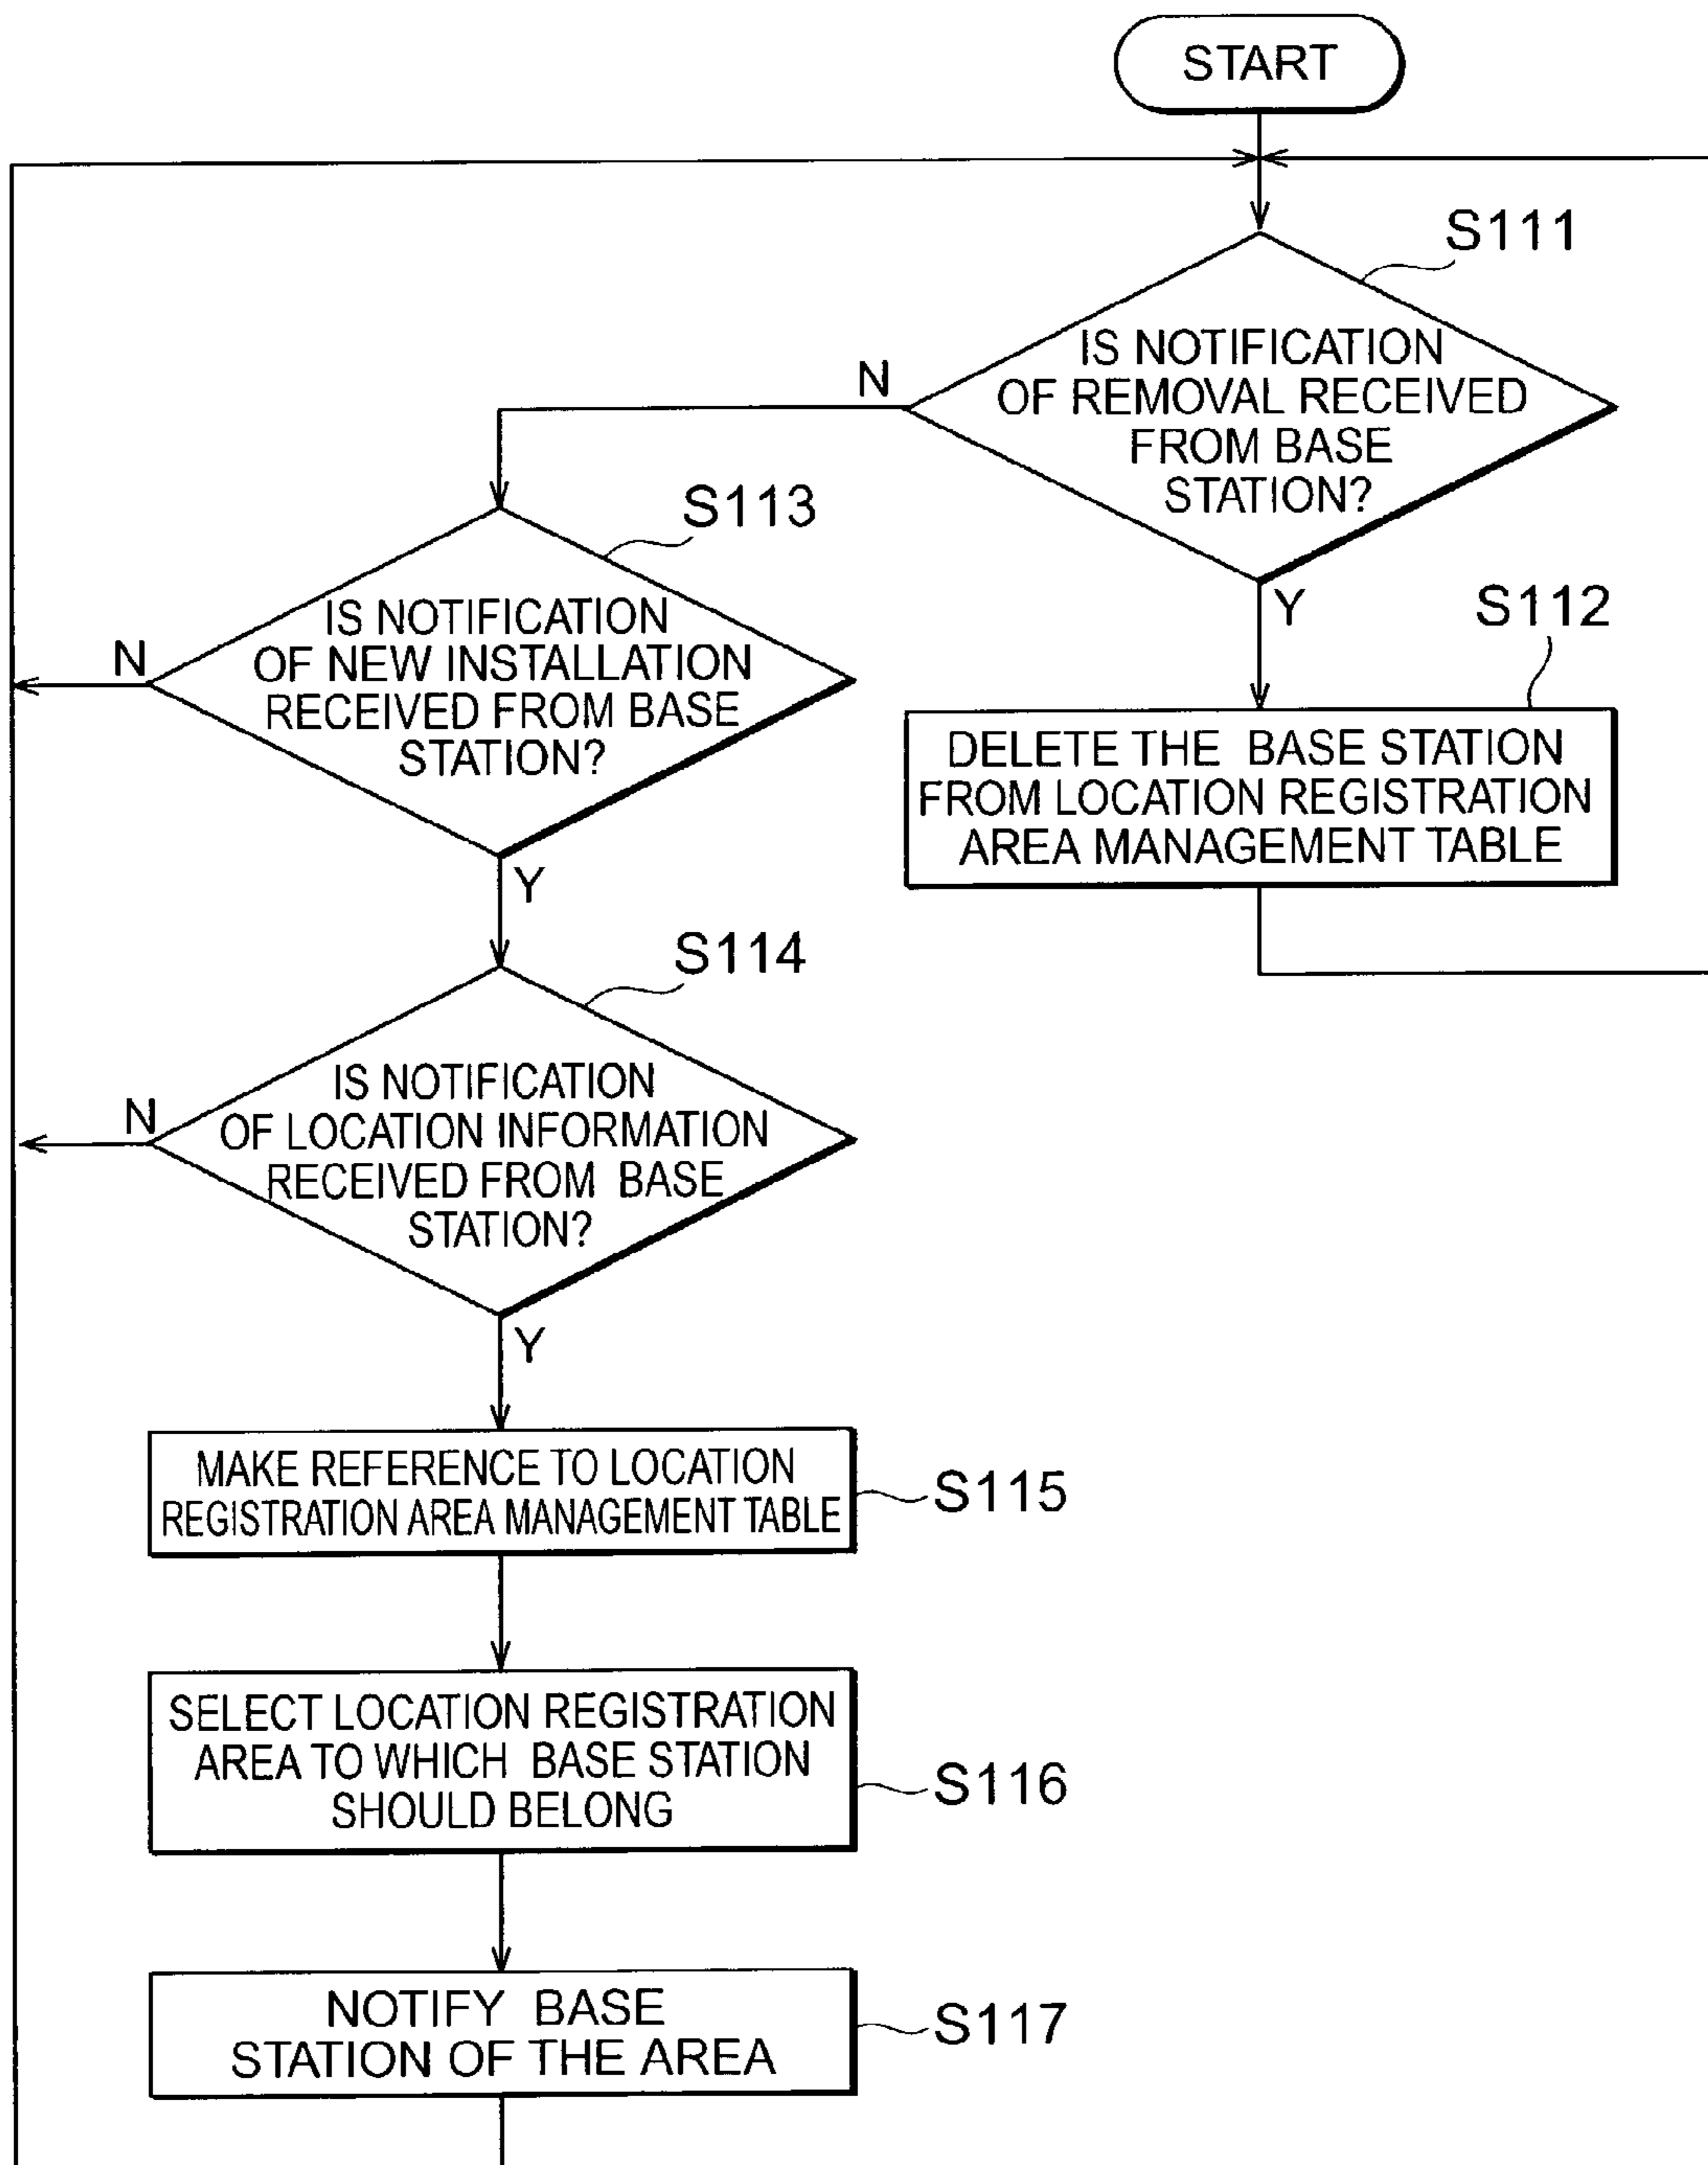 START
S111
IS NOTIFICATION
OF REMOVAL RECEIVED
FROM BASE
STATION?
N
Y
S112
DELETE THE BASE STATION
FROM LOCATION REGISTRATION
AREA MANAGEMENT TABLE
S113
IS NOTIFICATION
OF NEW INSTALLATION
RECEIVED FROM BASE
STATION?
N
Y
S114
IS NOTIFICATION
OF LOCATION INFORMATION
RECEIVED FROM BASE
STATION?
N
Y
MAKE REFERENCE TO LOCATION
REGISTRATION AREA MANAGEMENT TABLE
S115
SELECT LOCATION REGISTRATION
AREA TO WHICH BASE STATION
SHOULD BELONG
S116
NOTIFY BASE
STATION OF THE AREA
S117